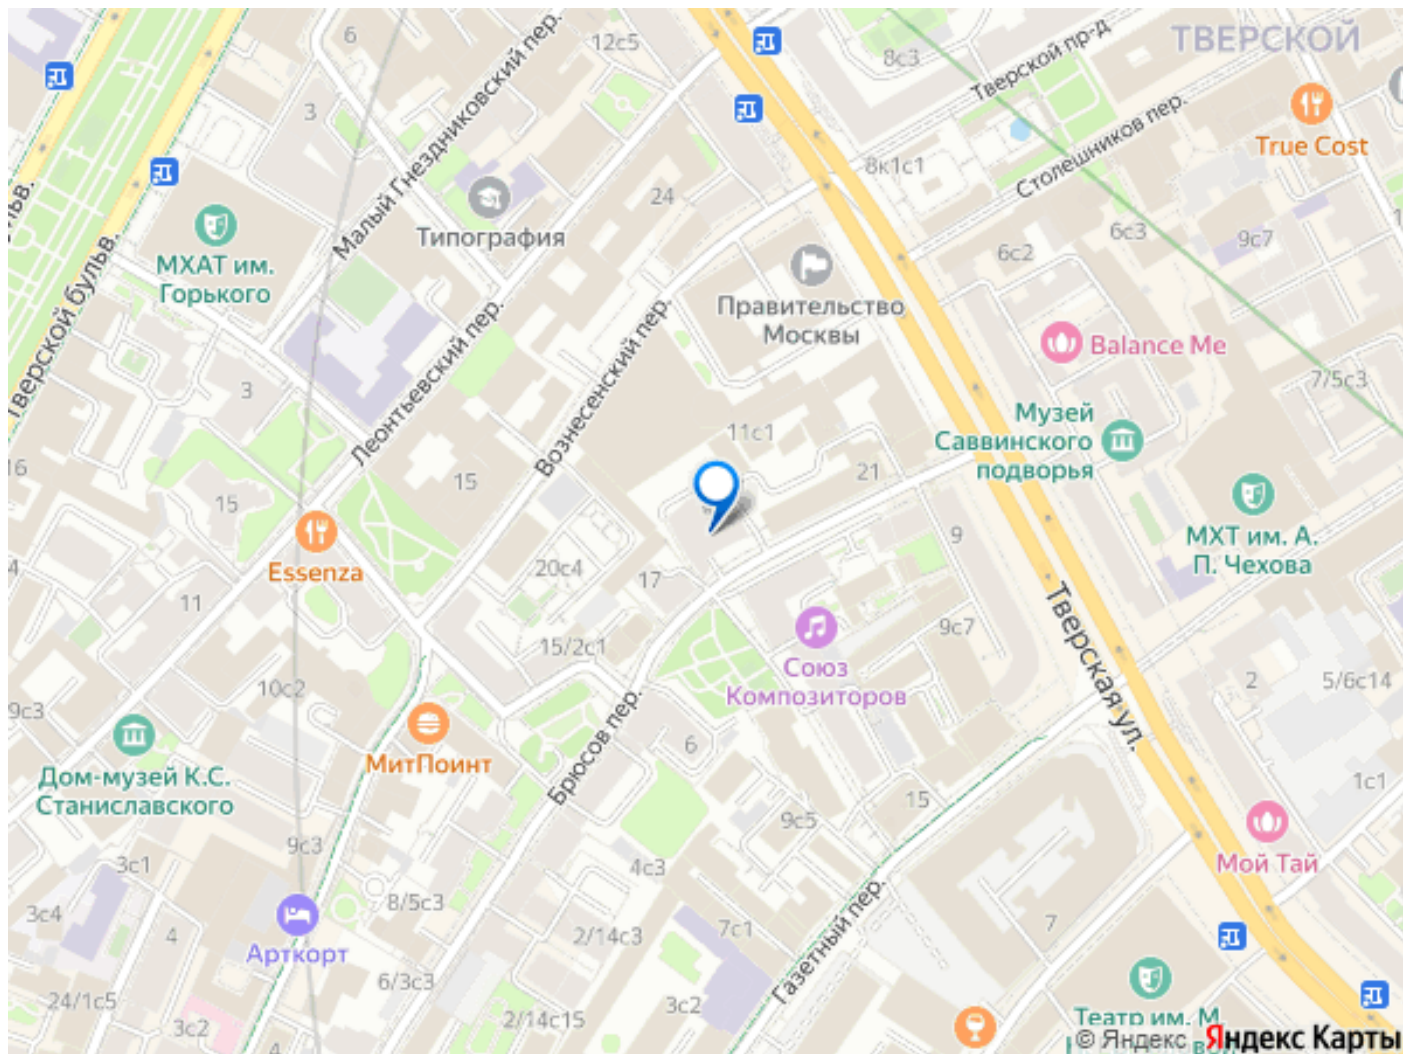 ТВЕРСКОЙ
6
12с5
8с3
Тверской пр-д
3
Малый Гнездниковский пер.
True Cost
Столешников пер.
8к1с1
24
Типография
6с3
9с7
6с2
МХАТ им.
Горького
Правительство
Москвы
Тверской бульв.
Balance Me
Леонтьевский пер.
Вознесенский пер.
7/5с3
3
Музей
Саввинского
подворья
11с1
21
16
15
15
9
МХТ им. А.
П. Чехова
Essenza
20с4
17
11
Тверская ул.
9с7
15/2с1
Союз
Композиторов
10с2
2
5/6с14
9с3
Брюсов пер.
6
МитПоинт
Дом-музей К.С.
Станиславского
1с1
15
9с5
9с3
3с1
4с3
Мой Тай
8/5с3
3с4
4
7с1
7
2/14с3
Арткорт
Газетный пер.
6/3с3
24/1с5
3с2
2/14с15
3с2
Театр им. М.
© Яндекс Яндекс Карты